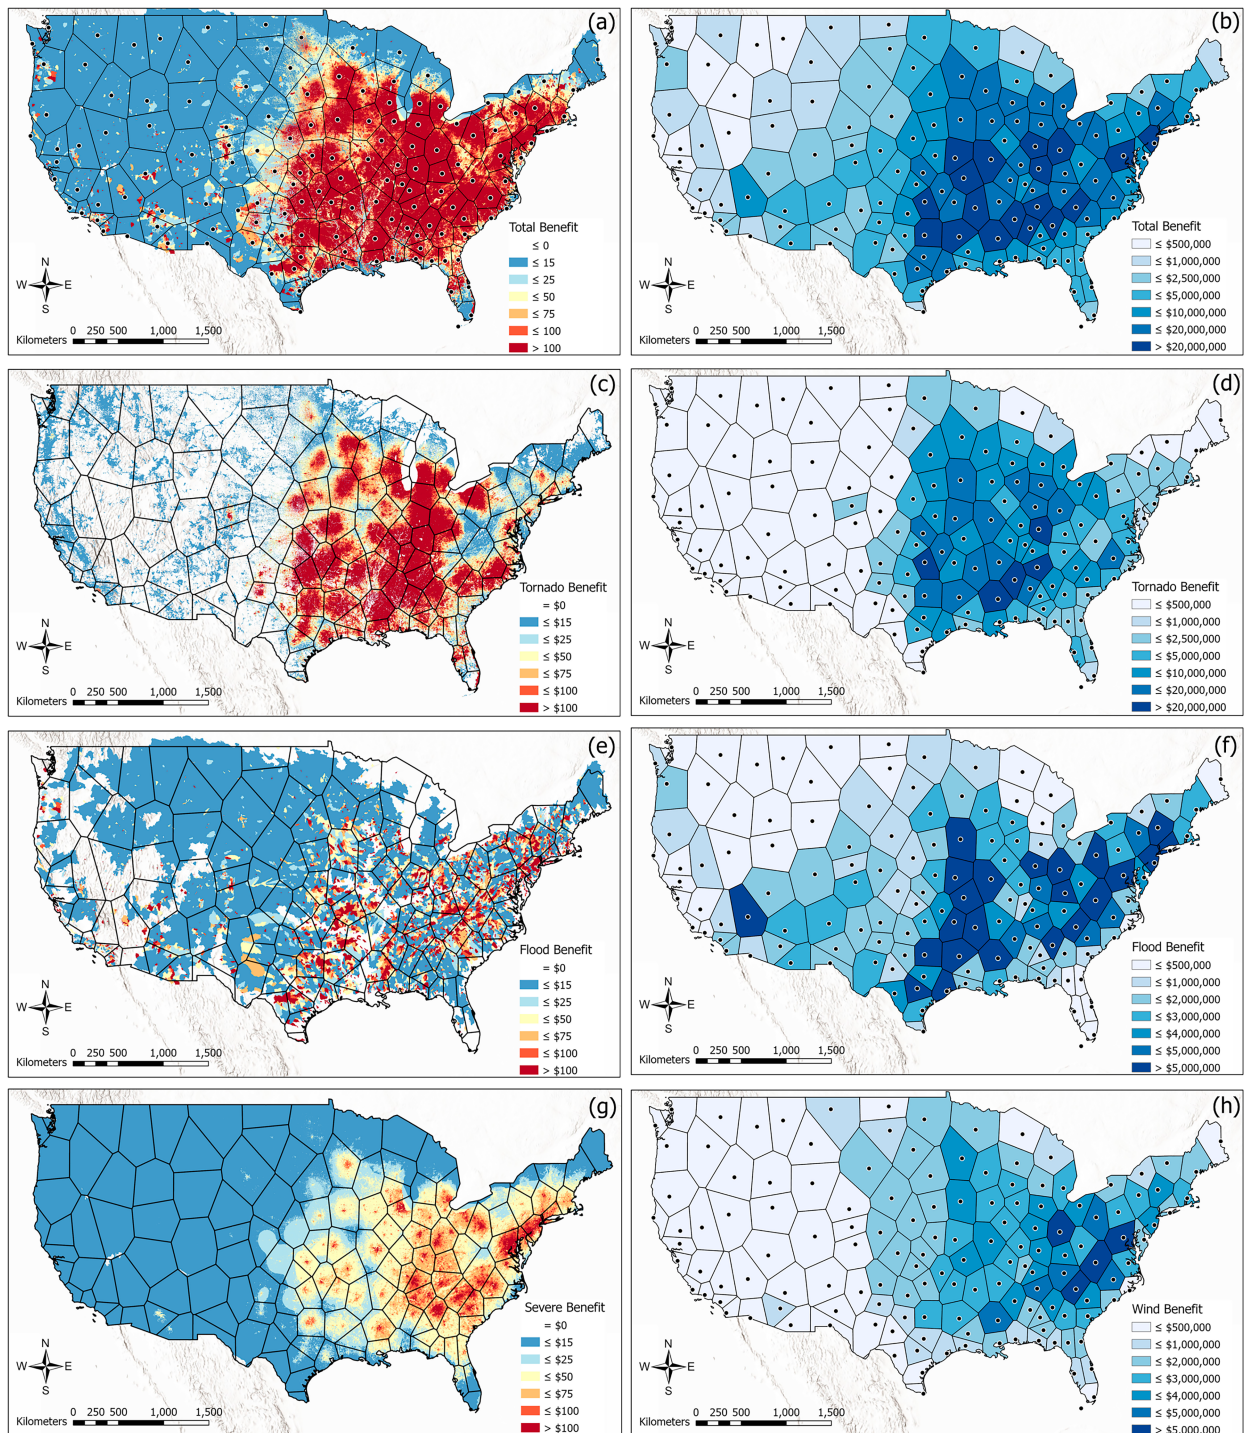 (a)
Total Benefit
≤ 0
≤ 15
≤ 25
≤ 50
≤ 75
≤ 100
> 100
N
W E
S
0 250 500 1,000 1,500
Kilometers
(b)
Total Benefit
≤ $500,000
≤ $1,000,000
≤ $2,500,000
≤ $5,000,000
≤ $10,000,000
≤ $20,000,000
> $20,000,000
N
W E
S
0 250 500 1,000 1,500
Kilometers
(c)
Tornado Benefit
= $0
≤ $15
≤ $25
≤ $50
≤ $75
≤ $100
> $100
N
W E
S
0 250 500 1,000 1,500
Kilometers
(d)
Tornado Benefit
≤ $500,000
≤ $1,000,000
≤ $2,500,000
≤ $5,000,000
≤ $10,000,000
≤ $20,000,000
> $20,000,000
N
W E
S
0 250 500 1,000 1,500
Kilometers
(e)
Flood Benefit
= $0
≤ $15
≤ $25
≤ $50
≤ $75
≤ $100
> $100
N
W E
S
0 250 500 1,000 1,500
Kilometers
(f)
Flood Benefit
≤ $500,000
≤ $1,000,000
≤ $2,000,000
≤ $3,000,000
≤ $4,000,000
≤ $5,000,000
> $5,000,000
N
W E
S
0 250 500 1,000 1,500
Kilometers
(g)
Severe Benefit
= $0
≤ $15
≤ $25
≤ $50
≤ $75
≤ $100
> $100
N
W E
S
0 250 500 1,000 1,500
Kilometers
(h)
Wind Benefit
≤ $500,000
≤ $1,000,000
≤ $2,000,000
≤ $3,000,000
≤ $4,000,000
≤ $5,000,000
> $5,000,000
N
W E
S
0 250 500 1,000 1,500
Kilometers